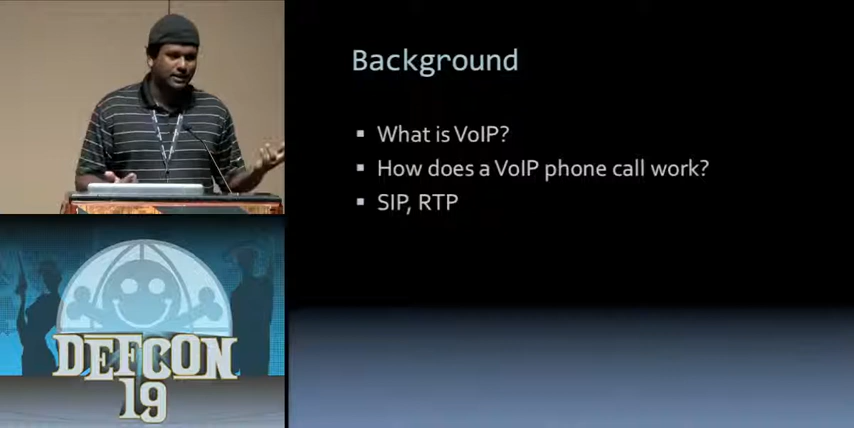 Background
▪ What is VoIP?
▪ How does a VoIP phone call work?
▪ SIP, RTP
DEFCON
19